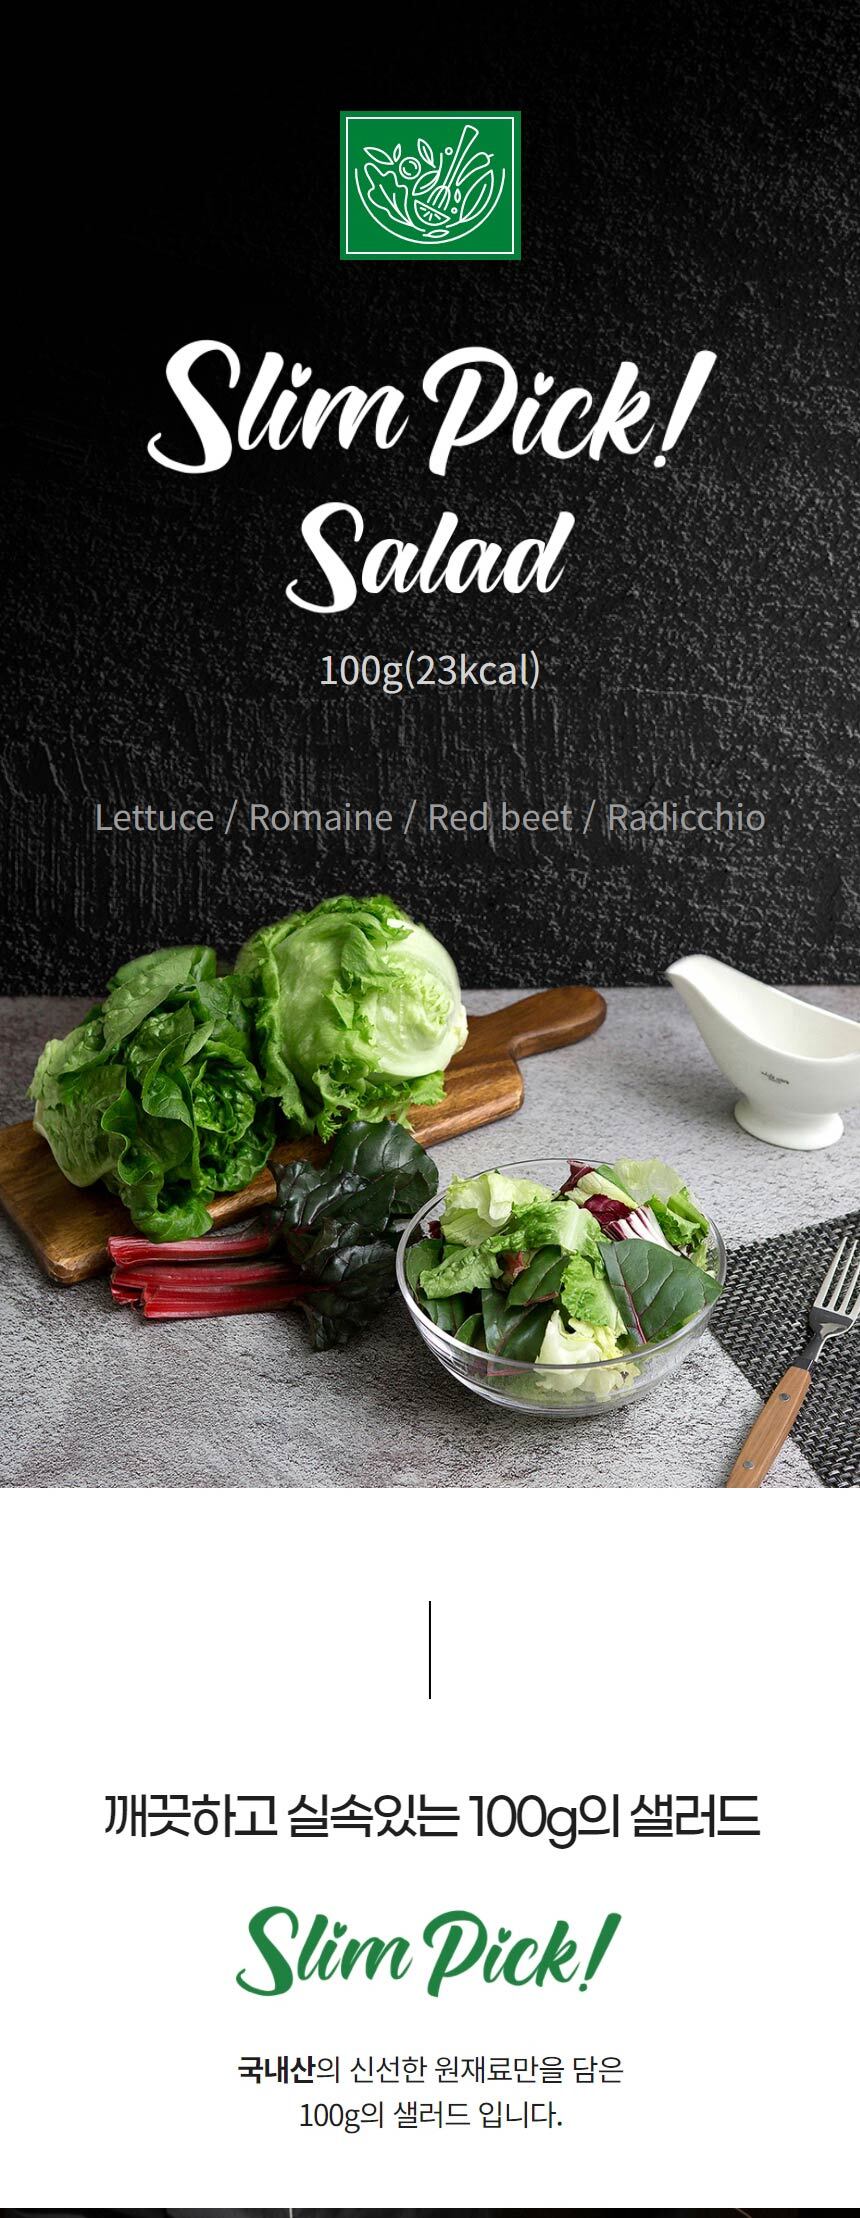 Slim Pick!
Salad
100g(23kcal)
Lettuce / Romaine / Red beet / Radicchio
깨끗하고 실속있는 100g의 샐러드
Slim Pick!
국내산의 신선한 원재료만을 담은
100g의 샐러드 입니다.